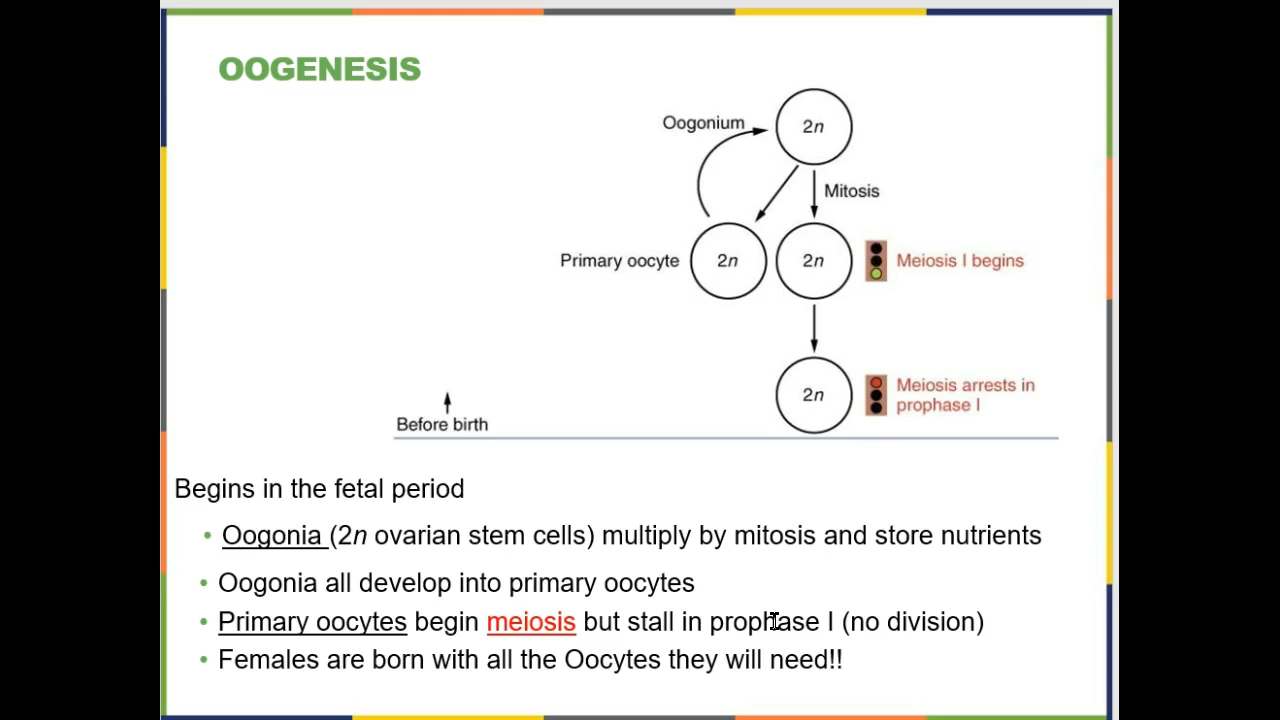 OOGENESIS
Oogonium
2n
Mitosis
Primary oocyte
2n
2n
Meiosis I begins
2n
Meiosis arrests in
prophase I
Before birth
Begins in the fetal period
• Oogonia (2n ovarian stem cells) multiply by mitosis and store nutrients
• Oogonia all develop into primary oocytes
• Primary oocytes begin meiosis but stall in prophase I (no division)
• Females are born with all the Oocytes they will need!!